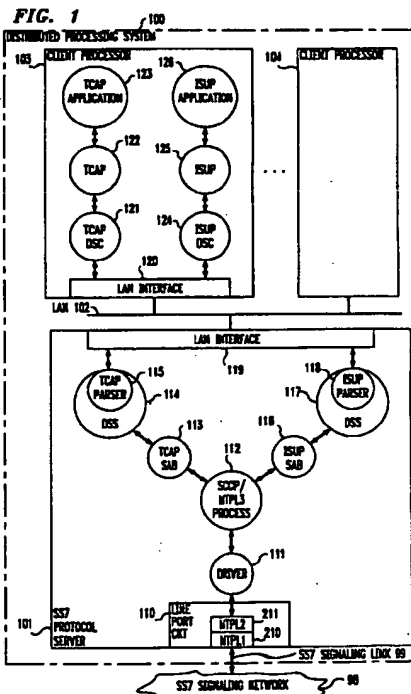 FIG. 1
100
DISTRIBUTED PROCESSING SYSTEM
103
CLIENT PROCESSOR
123
TCAP
APPLICATION
126
ISUP
APPLICATION
104
CLIENT PROCESSOR
122
TCAP
125
ISUP
...
121
TCAP
DSC
124
ISUP
DSC
120
LAN INTERFACE
LAN 102
LAN INTERFACE
119
115
TCAP
PARSER
114
DSS
118
ISUP
PARSER
117
DSS
113
TCAP
SAB
116
ISUP
SAB
112
SCCP/
MTPL3
PROCESS
111
DRIVER
SS7
PROTOCOL
SERVER
101
110
LINE
PORT
CKT
211
MTPL2
MTPL1
210
SS7 SIGNALING LINK 99
98
SS7 SIGNALING NETWORK